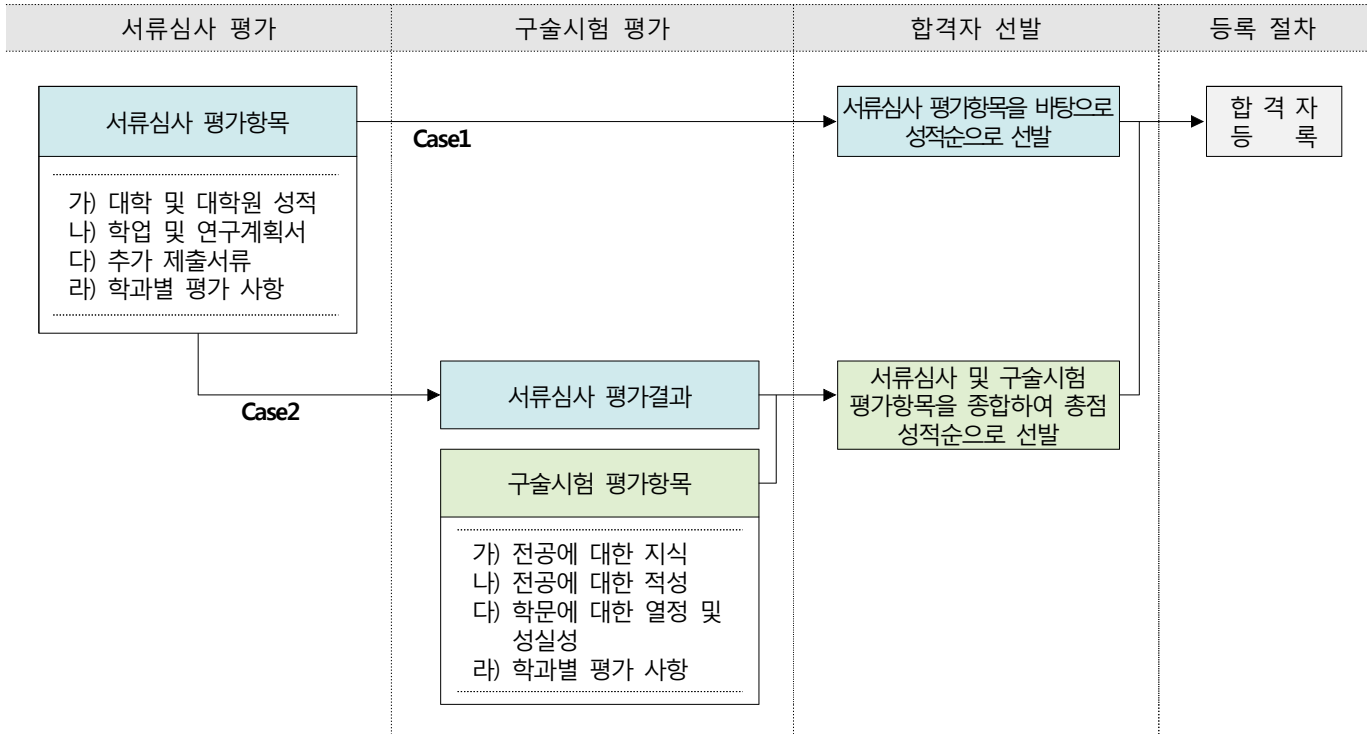 서류심사 평가
구술시험 평가
합격자 선발
등록 절차
서류심사 평가항목
가) 대학 및 대학원 성적
나) 학업 및 연구계획서
다) 추가 제출서류
라) 학과별 평가 사항
Case1
서류심사 평가항목을 바탕으로
성적순으로 선발
합 격 자
등 록
Case2
서류심사 평가결과
구술시험 평가항목
가) 전공에 대한 지식
나) 전공에 대한 적성
다) 학문에 대한 열정 및
성실성
라) 학과별 평가 사항
서류심사 및 구술시험
평가항목을 종합하여 총점
성적순으로 선발